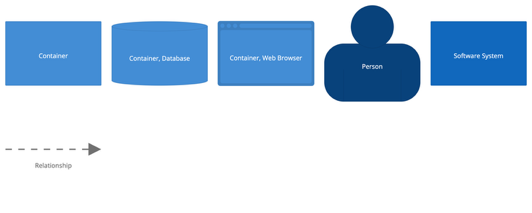 Container
Container, Database
Container, Web Browser
Person
Software System
Relationship